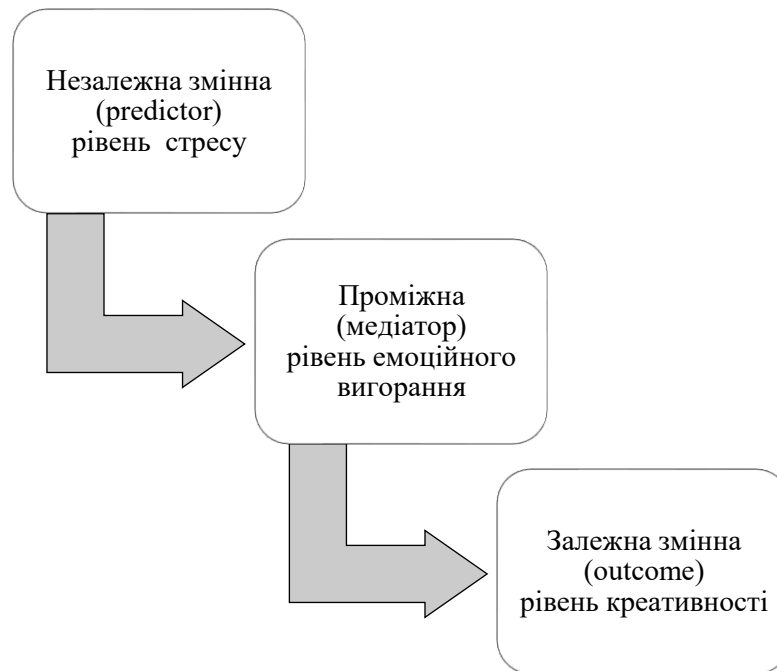 Незалежна змінна
(predictor)
рівень стресу
Проміжна
(медіатор)
рівень емоційного
вигорання
Залежна змінна
(outcome)
рівень креативності